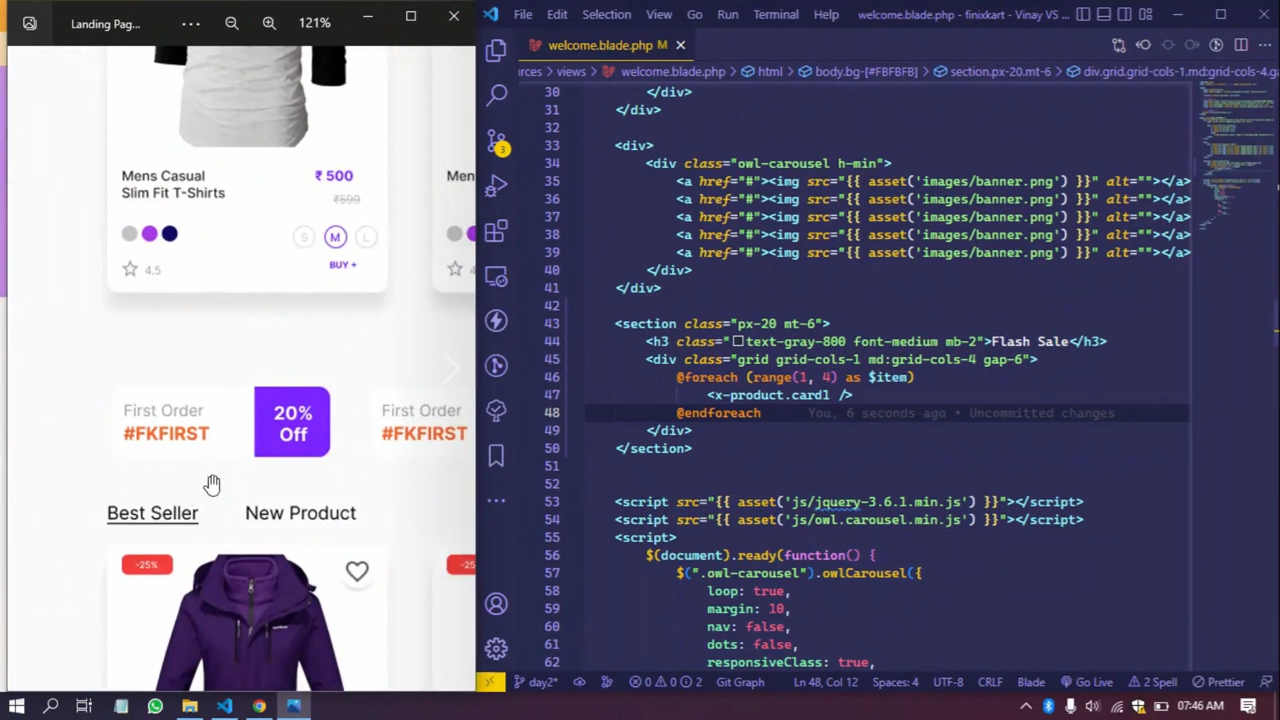 Landing Pag... ... 121%
Mens Casual
Slim Fit T-Shirts
₹ 500
₹599
S M L
4.5
BUY +
Men
4
First Order
#FKFIRST
20%
Off
First Order
#FKFIRST
Best Seller New Product
-25%
-25
File Edit Selection View Go Run Terminal Help welcome.blade.php - finixkart - Vinay VS ...
welcome.blade.php M
urces > views > welcome.blade.php > html > body.bg-[#FBFBFB] > section.px-20.mt-6 > div.grid.grid-cols-1.md:grid-cols-4.ga
3
30 </div>
31 </div>
32
33 <div>
34 <div class="owl-carousel h-min">
35 <a href="#"><img src="{{ asset('images/banner.png') }}" alt=""></a>
36 <a href="#"><img src="{{ asset('images/banner.png') }}" alt=""></a>
37 <a href="#"><img src="{{ asset('images/banner.png') }}" alt=""></a>
38 <a href="#"><img src="{{ asset('images/banner.png') }}" alt=""></a>
39 <a href="#"><img src="{{ asset('images/banner.png') }}" alt=""></a>
40 </div>
41 </div>
42
43 <section class="px-20 mt-6">
44 <h3 class="text-gray-800 font-medium mb-2">Flash Sale</h3>
45 <div class="grid grid-cols-1 md:grid-cols-4 gap-6">
46 @foreach (range(1, 4) as $item)
47 <x-product.card1 />
48 @endforeach You, 6 seconds ago • Uncommitted changes
49 </div>
50 </section>
51
52
53 <script src="{{ asset('js/jquery-3.6.1.min.js') }}"></script>
54 <script src="{{ asset('js/owl.carousel.min.js') }}"></script>
55 <script>
56 $(document).ready(function() {
57 $(".owl-carousel").owlCarousel({
58 loop: true,
59 margin: 10,
60 nav: false,
61 dots: false,
62 responsiveClass: true,
day2* 0 0 2 Git Graph Ln 48, Col 12 Spaces: 4 UTF-8 CRLF Blade Go Live 2 Spell Prettier
07:46 AM